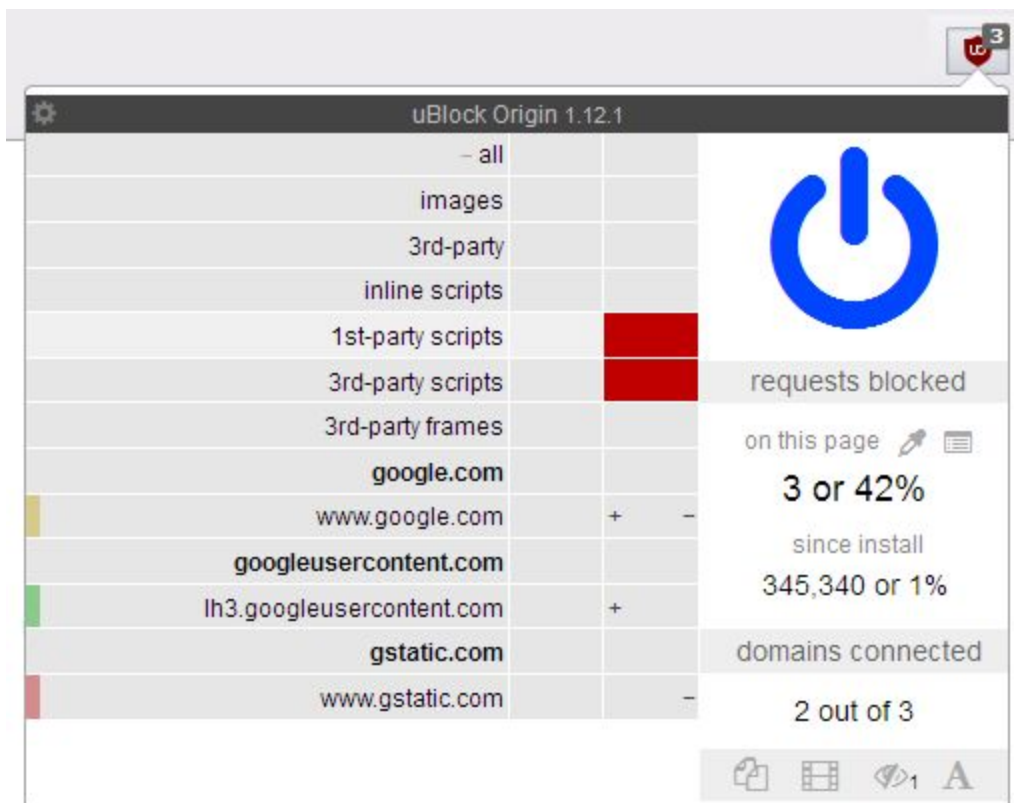 3
uBlock Origin 1.12.1
– all
images
3rd-party
inline scripts
1st-party scripts
3rd-party scripts
3rd-party frames
google.com
www.google.com + –
googleusercontent.com
lh3.googleusercontent.com +
gstatic.com
www.gstatic.com –
requests blocked
on this page
3 or 42%
since install
345,340 or 1%
domains connected
2 out of 3
1 A